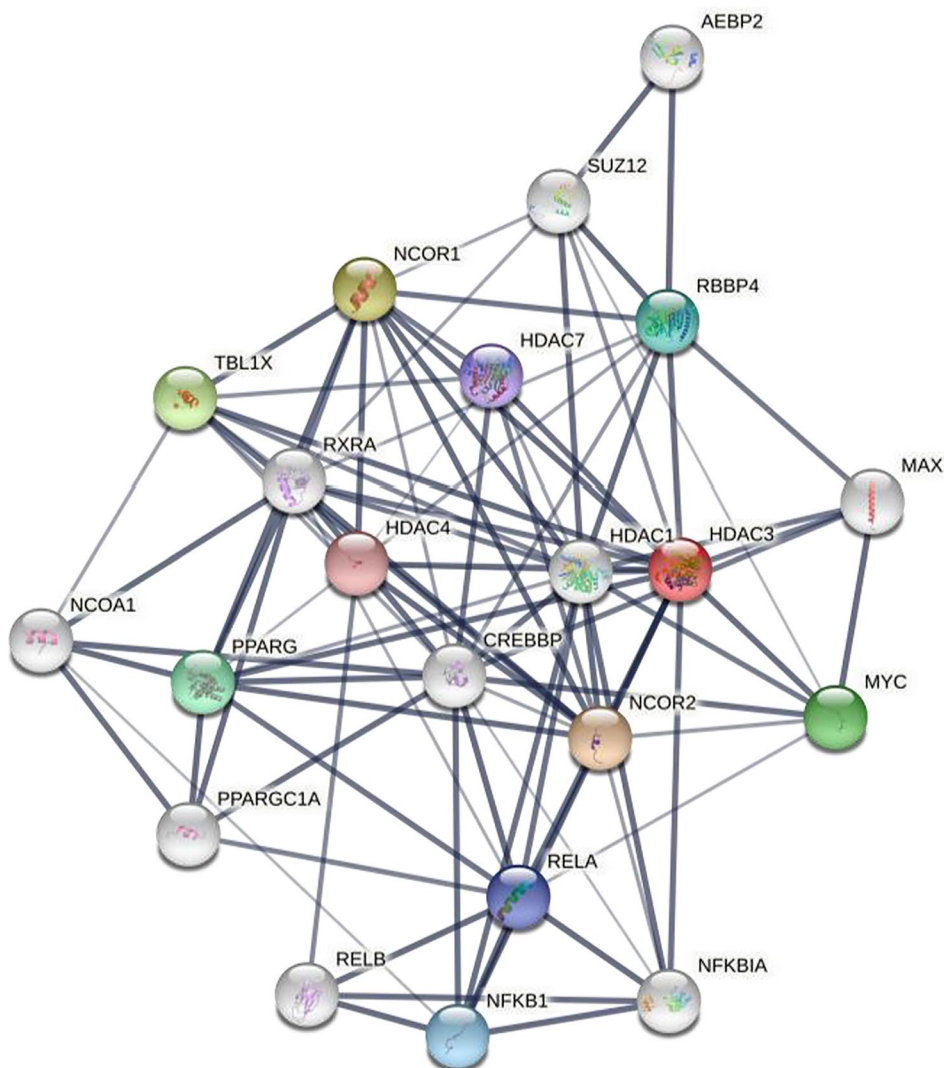 AEBP2
SUZ12
NCOR1
RBBP4
HDAC7
TBL1X
RXRA
MAX
HDAC4
HDAC1
HDAC3
NCOA1
PPARG
CREBBP
MYC
NCOR2
PPARGC1A
RELA
RELB
NFKBIA
NFKB1